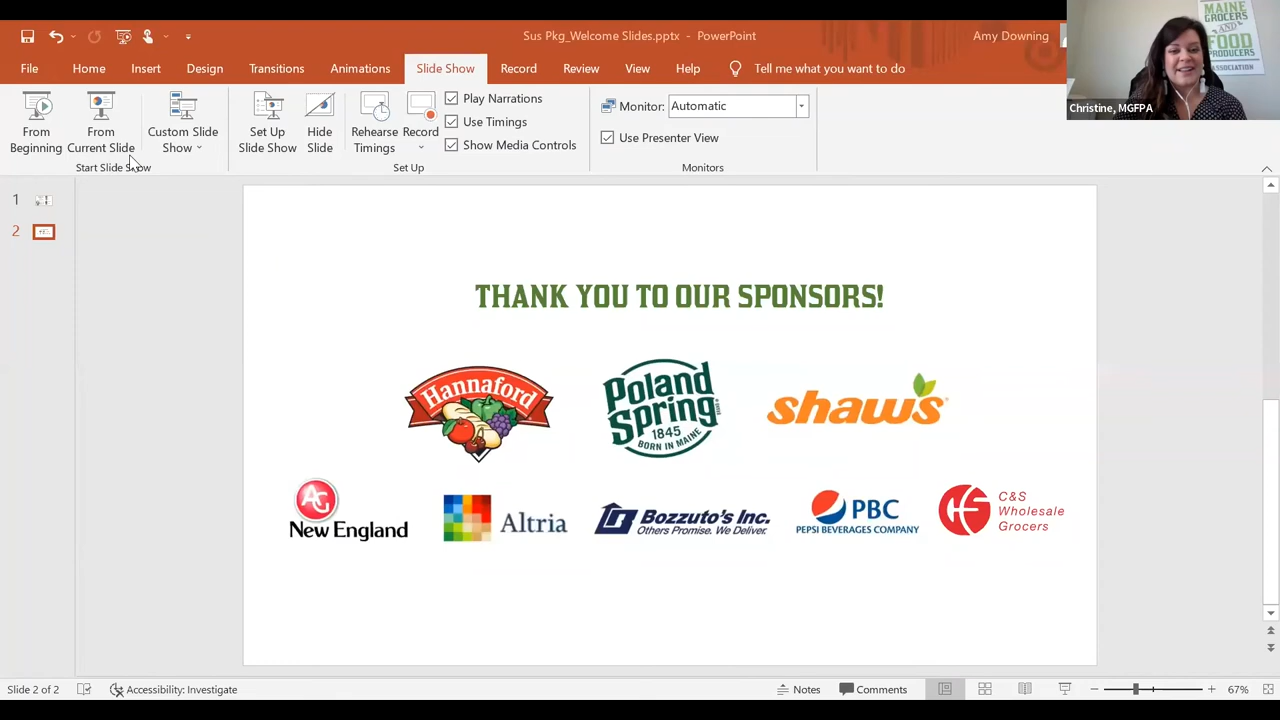 Sus Pkg_Welcome Slides.pptx - PowerPoint
Amy Downing
MAINE
GROCERS
AND
FOOD
PRODUCERS
ASSOCIATION
Christine, MGFPA
File Home Insert Design Transitions Animations Slide Show Record Review View Help Tell me what you want to do
From Beginning
From Current Slide
Custom Slide Show
Set Up Slide Show
Hide Slide
Rehearse Timings
Record
Play Narrations
Use Timings
Show Media Controls
Monitor: Automatic
Use Presenter View
Start Slide Show
Set Up
Monitors
1
2
THANK YOU TO OUR SPONSORS!
Hannaford
Poland
Spring
1845
BORN IN MAINE
shaw's
AG
New England
Altria
Bozzuto's Inc.
Others Promise. We Deliver.
PBC
PEPSI BEVERAGES COMPANY
C&S
Wholesale
Grocers
Slide 2 of 2
Accessibility: Investigate
Notes
Comments
67%